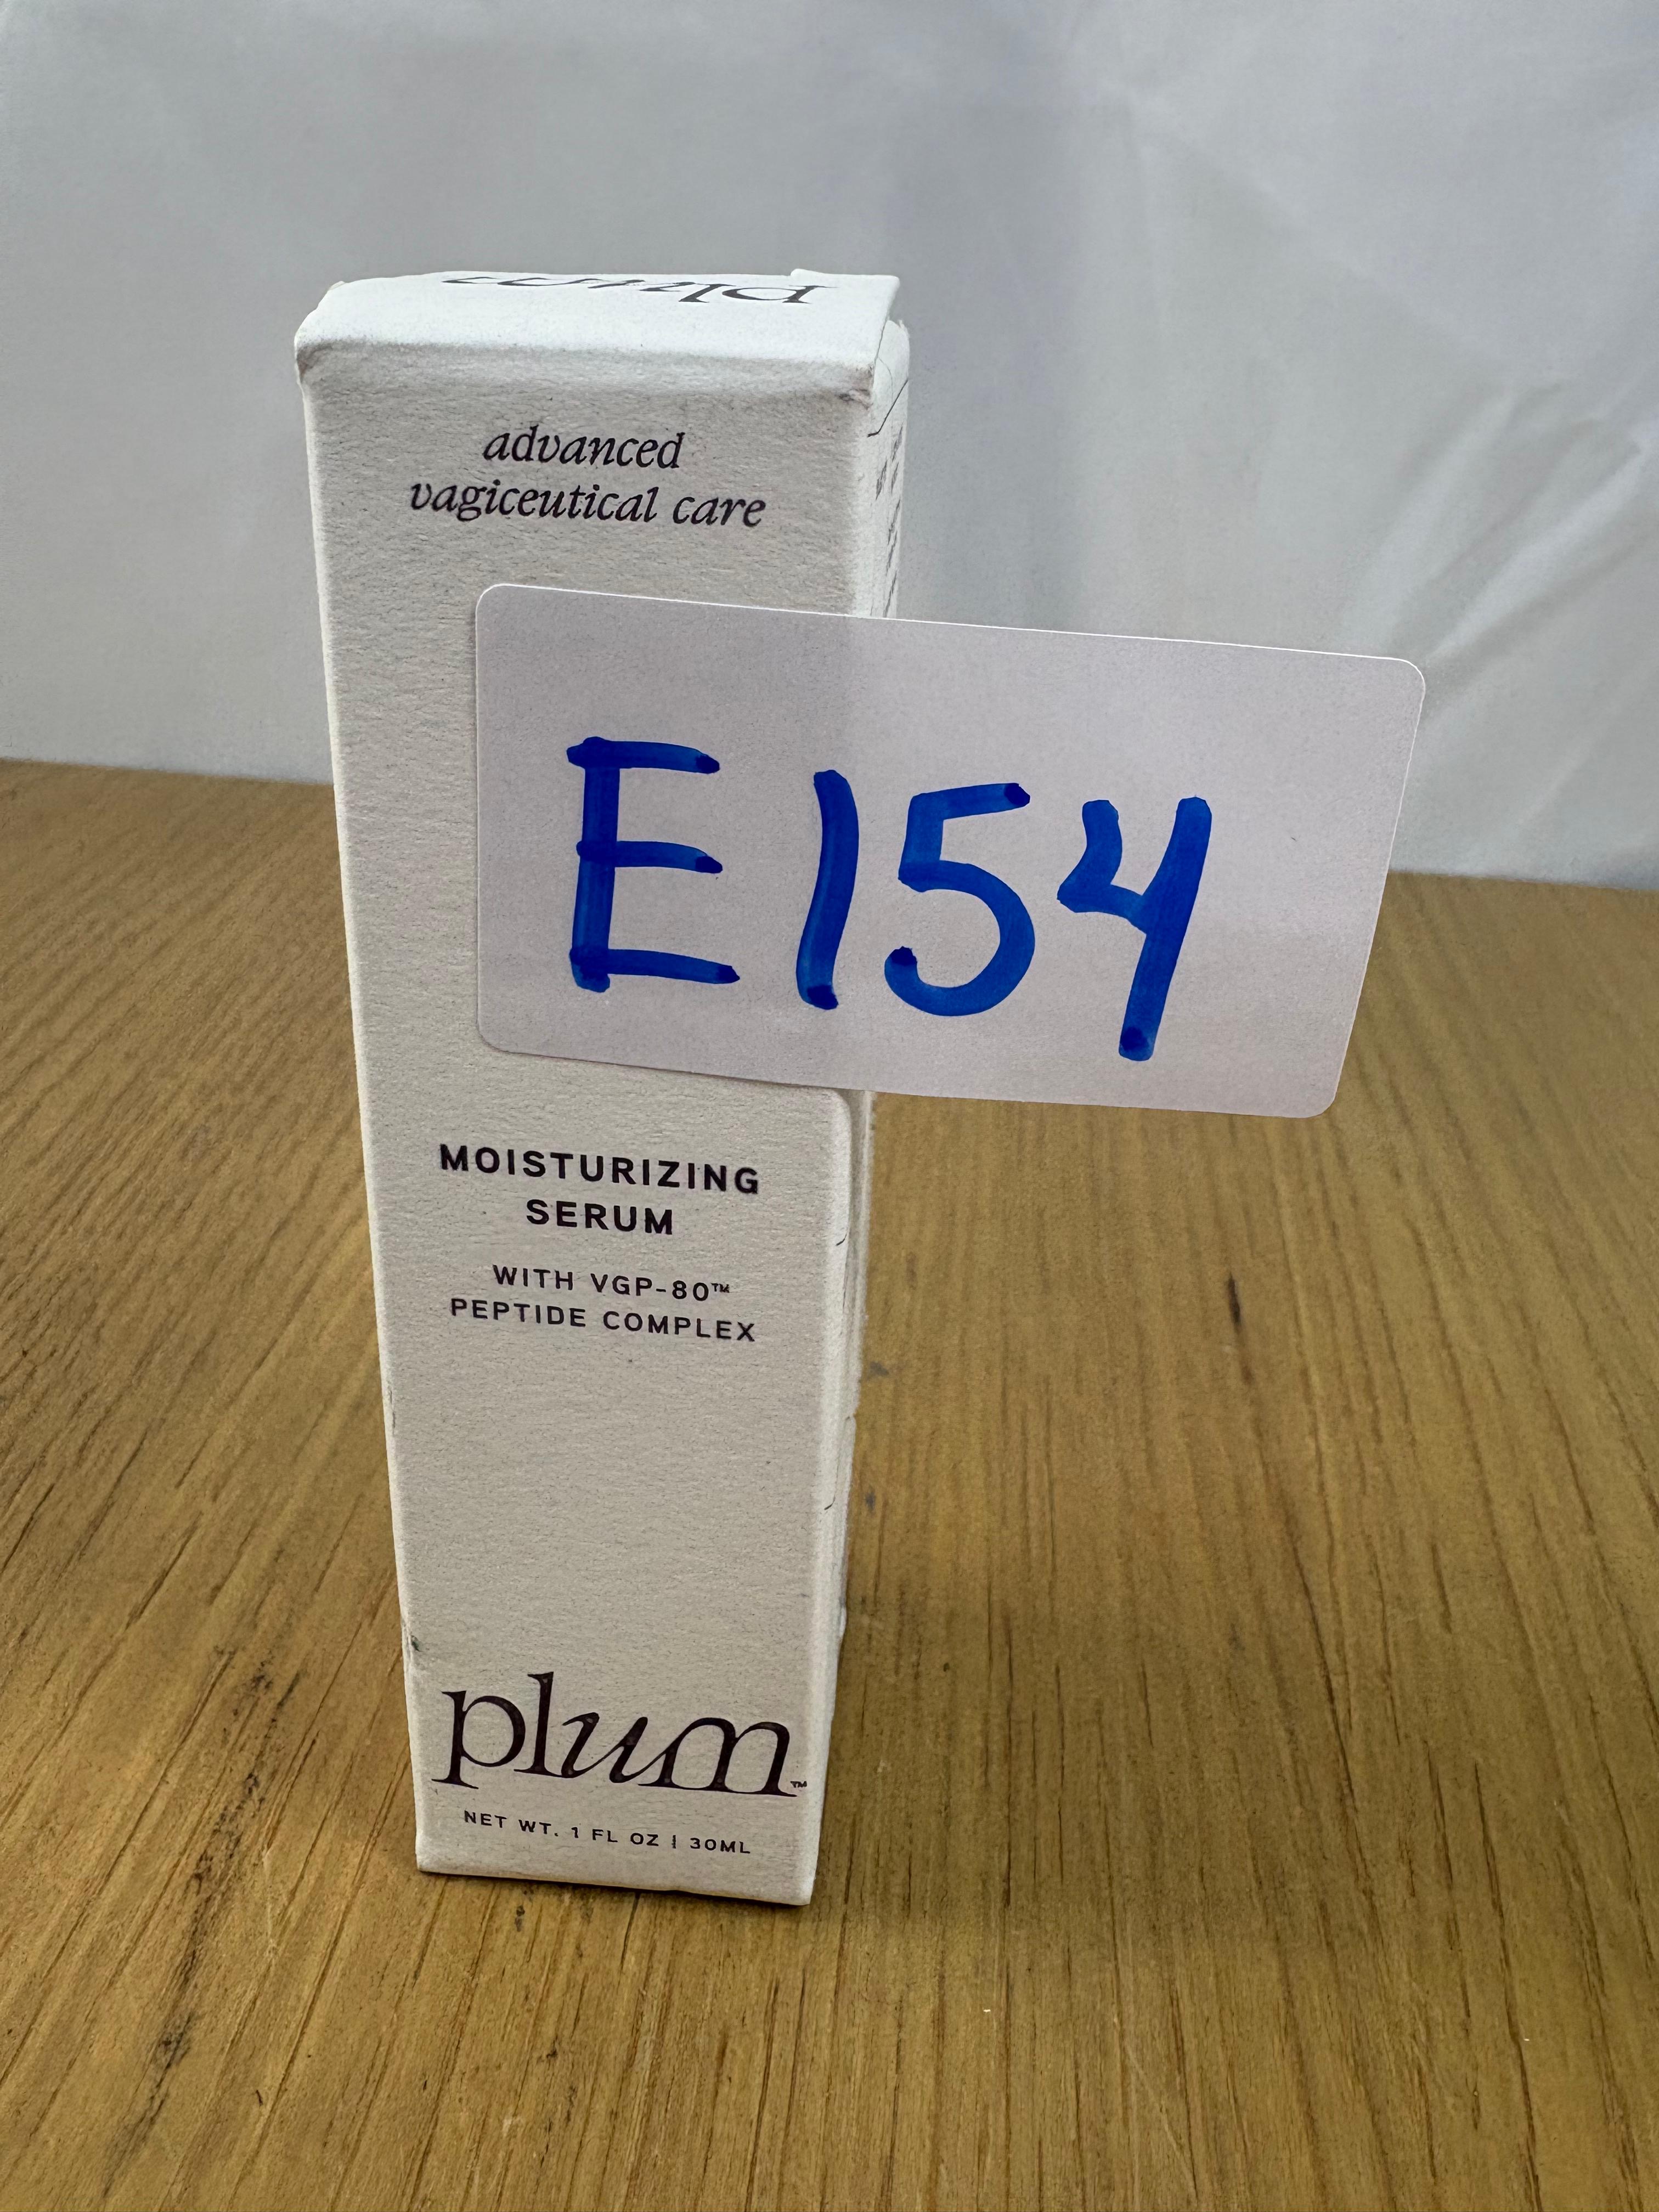 plum
advanced
vagiceutical care
E154
MOISTURIZING
SERUM
WITH VGP-80™
PEPTIDE COMPLEX
plum™
NET WT. 1 FL OZ | 30ML